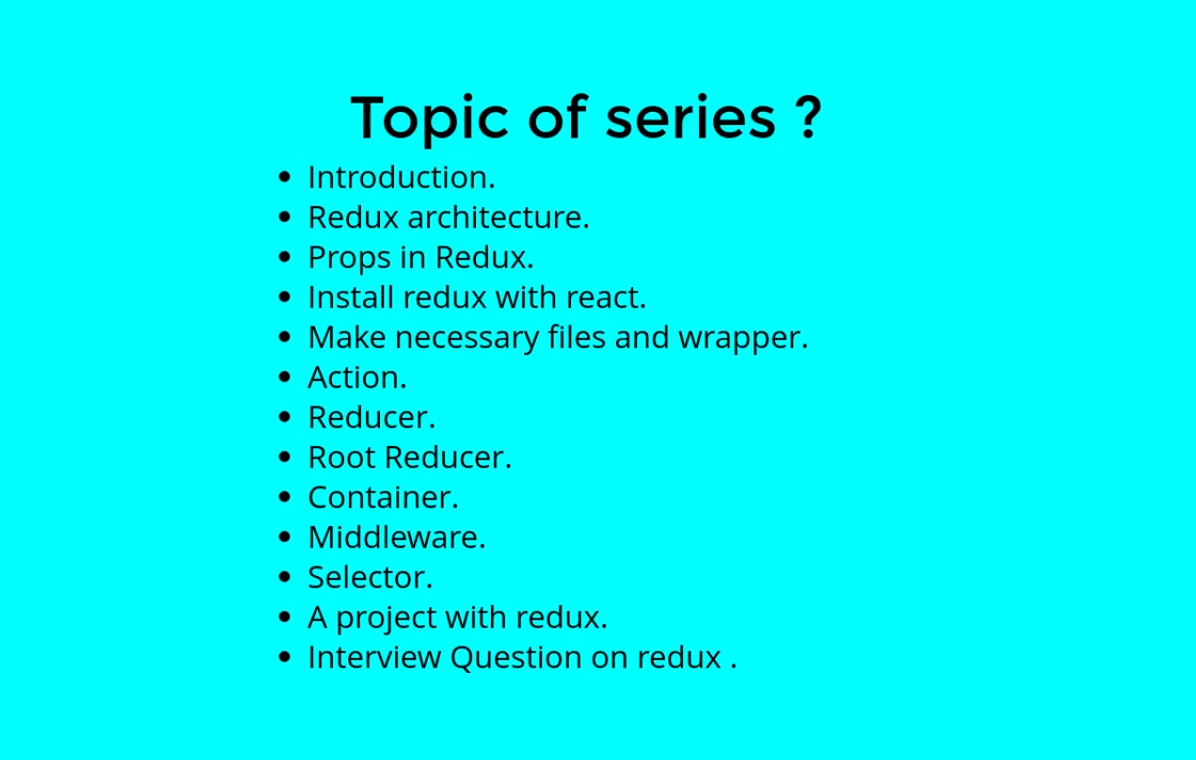 Topic of series ?
• Introduction.
• Redux architecture.
• Props in Redux.
• Install redux with react.
• Make necessary files and wrapper.
• Action.
• Reducer.
• Root Reducer.
• Container.
• Middleware.
• Selector.
• A project with redux.
• Interview Question on redux .